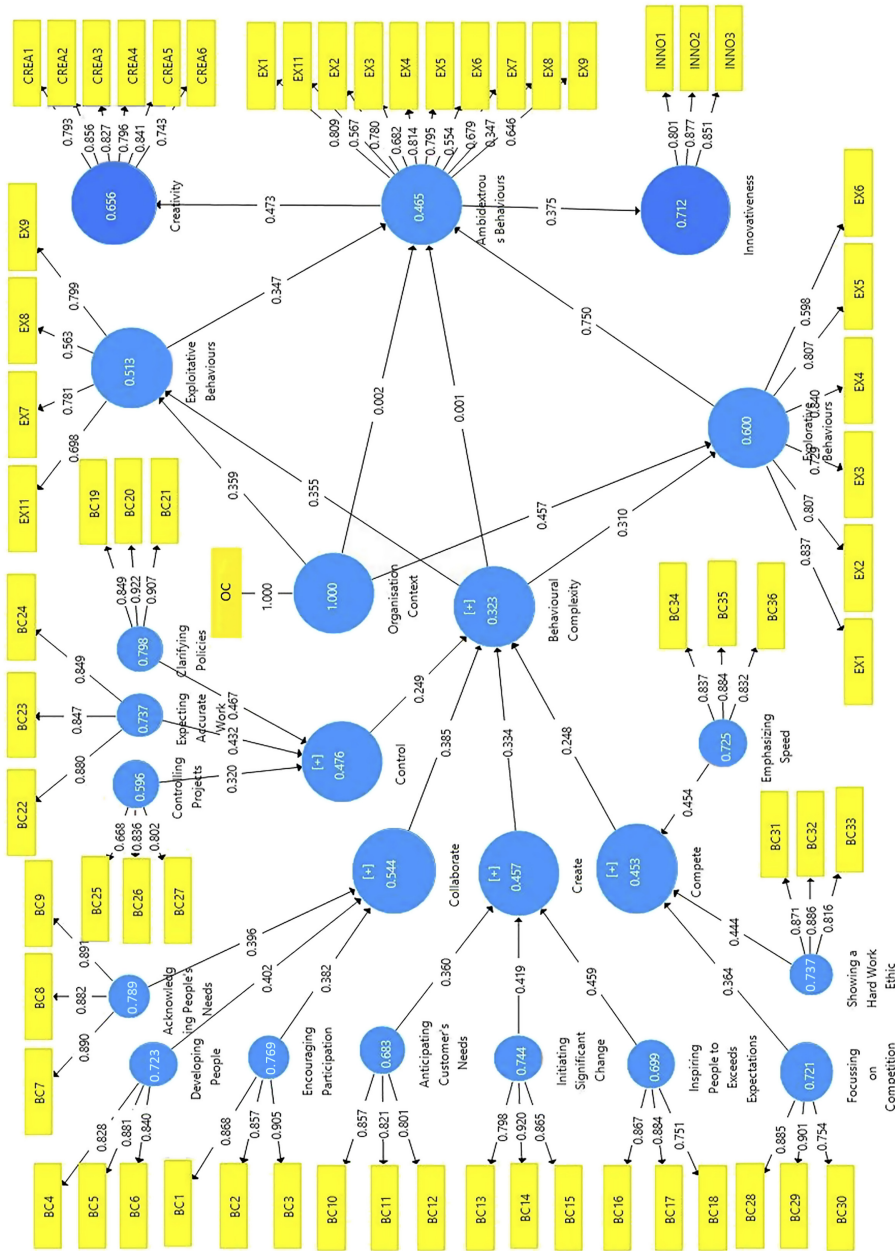 BC4
BC5
BC6
0.828
0.881
0.840
0.723
Developing
People
BC7
BC8
BC9
0.890
0.882
0.891
0.789
Acknowledg
ing People's
Needs
BC1
BC2
BC3
0.868
0.857
0.905
0.769
Encouraging
Participation
0.402
0.396
0.382
[+]
0.544
Collaborate
BC10
BC11
BC12
0.857
0.821
0.801
0.683
Anticipating
Customer's
Needs
BC13
BC14
BC15
0.798
0.920
0.865
0.744
Initiating
Significant
Change
BC16
BC17
BC18
0.867
0.884
0.751
0.699
Inspiring
People to
Exceeds
Expectations
0.360
0.419
0.459
[+]
0.457
Create
BC28
BC29
BC30
0.885
0.901
0.754
0.721
Focussing
on
Competition
BC31
BC32
BC33
0.871
0.886
0.816
0.737
Showing a
Hard Work
Ethic
BC34
BC35
BC36
0.837
0.884
0.832
0.725
Emphasizing
Speed
0.364
0.444
0.454
[+]
0.453
Compete
BC25
BC26
BC27
0.668
0.836
0.802
0.596
Controlling
Projects
BC22
BC23
BC24
0.880
0.847
0.849
0.737
Expecting
Accurate
Work
BC19
BC20
BC21
0.849
0.922
0.907
0.798
Clarifying
Policies
0.320
0.432
0.467
[+]
0.476
Control
0.249
0.385
0.334
0.248
[+]
0.323
Behavioural
Complexity
OC
1.000
1.000
Organisation
Context
0.359
0.355
0.002
0.001
0.457
0.310
EX11
EX7
EX8
EX9
0.698
0.781
0.563
0.799
0.513
Exploitative
Behaviours
0.347
EX1
EX2
EX3
EX4
EX5
EX6
0.837
0.807
0.729
0.840
0.807
0.598
0.600
Explorative
Behaviours
0.750
0.465
Ambidextrou
s Behaviours
EX1
EX11
EX2
EX3
EX4
EX5
EX6
EX7
EX8
EX9
0.809
0.567
0.780
0.682
0.814
0.795
0.554
0.679
0.347
0.646
0.473
0.375
0.656
Creativity
CREA1
CREA2
CREA3
CREA4
CREA5
CREA6
0.793
0.856
0.827
0.796
0.841
0.743
0.712
Innovativeness
INNO1
INNO2
INNO3
0.801
0.877
0.851